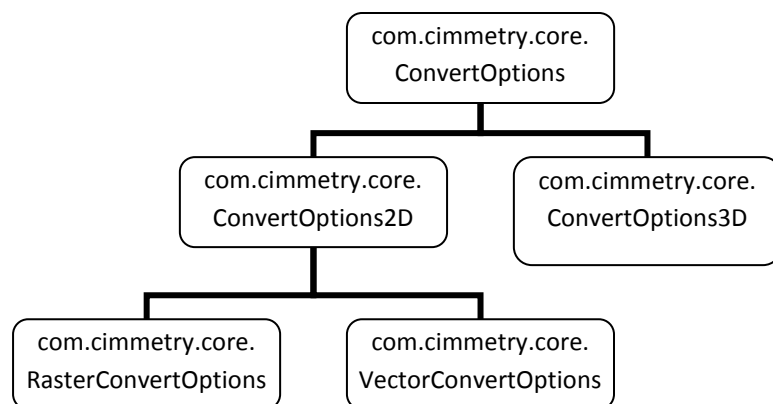 com.cimmetry.core.
ConvertOptions
com.cimmetry.core.
ConvertOptions2D
com.cimmetry.core.
ConvertOptions3D
com.cimmetry.core.
RasterConvertOptions
com.cimmetry.core.
VectorConvertOptions